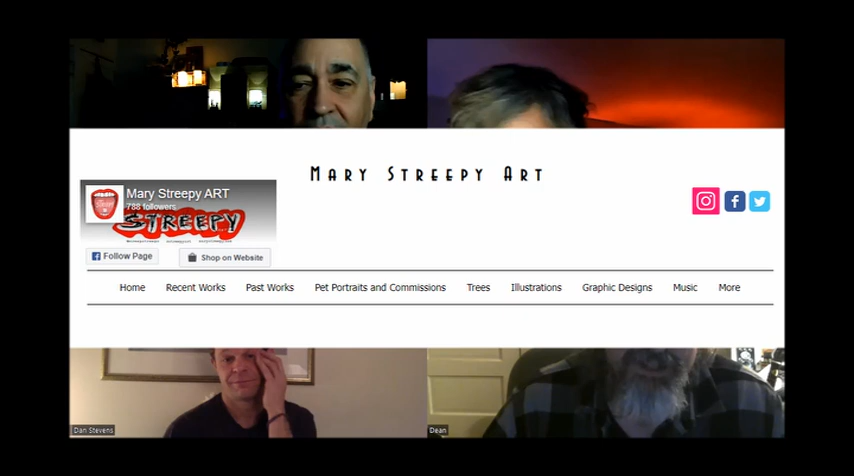 Mary Streepy Art
Mary Streepy ART
788 followers
STREEPY
Follow Page
Shop on Website
Home Recent Works Past Works Pet Portraits and Commissions Trees Illustrations Graphic Designs Music More
Dan Stevens
Dean